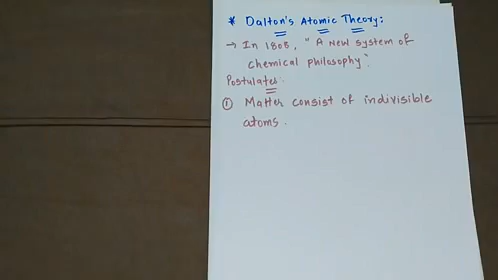 * Dalton's Atomic Theory:
→ In 1808, "A New system of
chemical philosophy".
Postulates:
① Matter consist of indivisible
atoms.